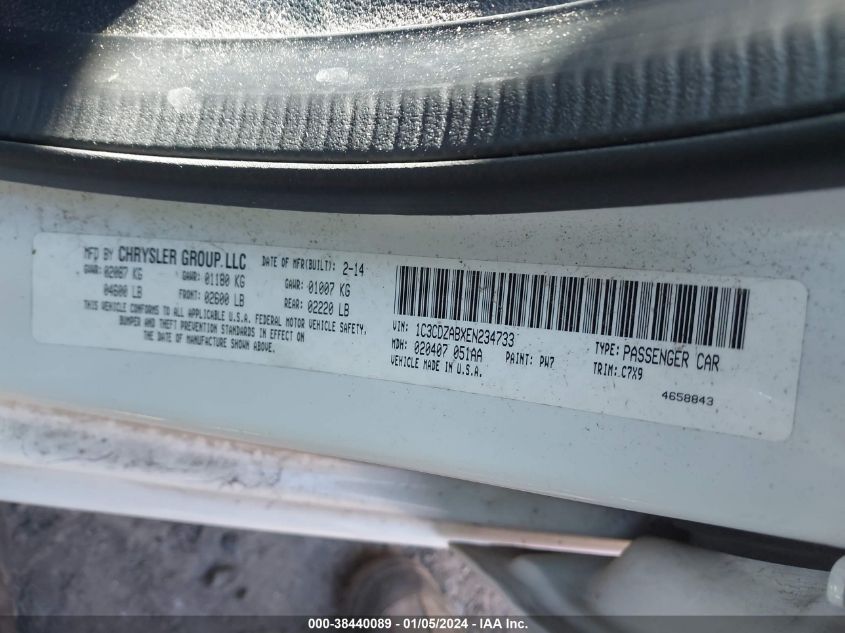 MFD BY CHRYSLER GROUP LLC DATE OF MFR(BUILT): 2-14
GVWR: 02087 KG GAWR: 01180 KG GAWR: 01007 KG
04600 LB FRONT: 02600 LB REAR: 02220 LB
THIS VEHICLE CONFORMS TO ALL APPLICABLE U.S.A. FEDERAL MOTOR VEHICLE SAFETY,
BUMPER AND THEFT PREVENTION STANDARDS IN EFFECT ON
THE DATE OF MANUFACTURE SHOWN ABOVE.
VIN: 1C3CDZABXEN234733 TYPE: PASSENGER CAR
MDH: 020407 051AA PAINT: PW7 TRIM: C7X9
VEHICLE MADE IN U.S.A.
4658843
000-38440089 - 01/05/2024 - IAA Inc.